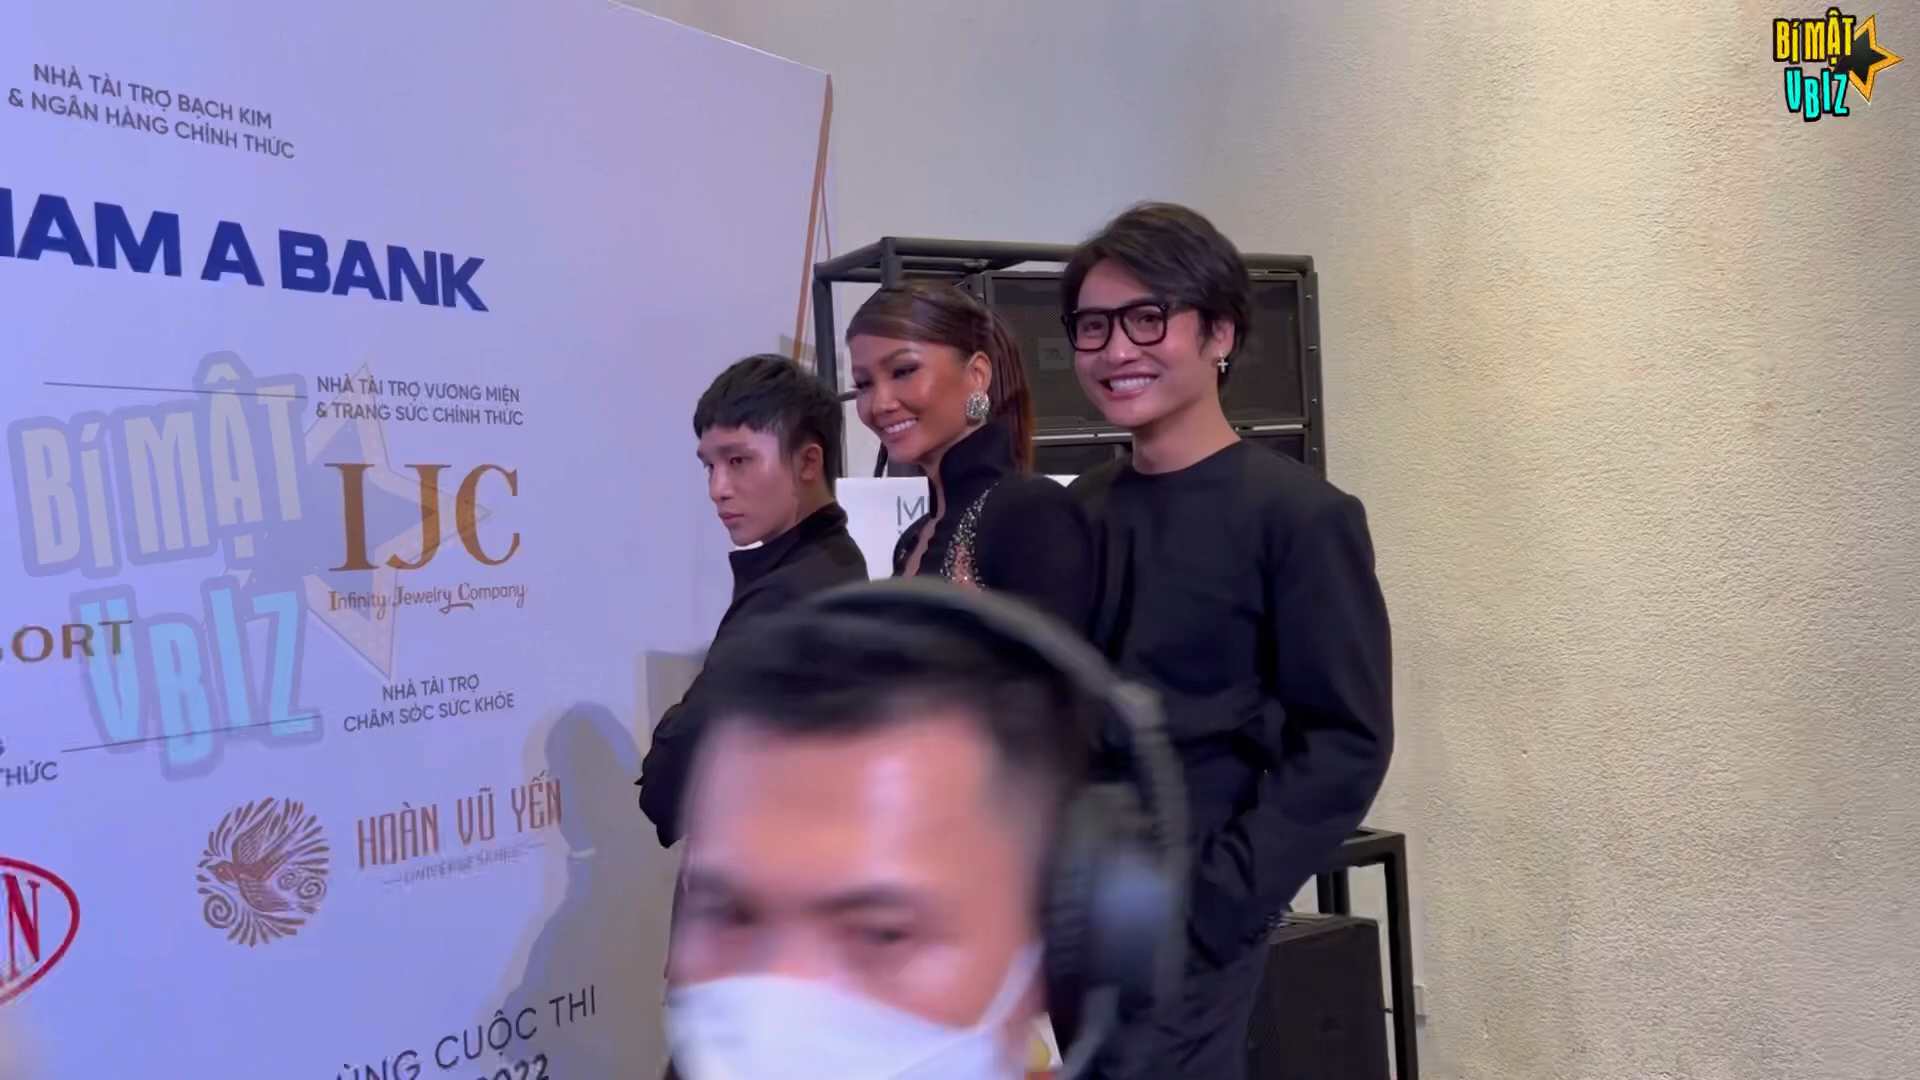 NHÀ TÀI TRỢ BẠCH KIM
& NGÂN HÀNG CHÍNH THỨC
NAM A BANK
NHÀ TÀI TRỢ VƯƠNG MIỆN
& TRANG SỨC CHÍNH THỨC
IJC
Infinity Jewelry Company
NHÀ TÀI TRỢ
CHĂM SÓC SỨC KHỎE
HOÀN VŨ YẾN
CUỘC THI
2022
BÍ MẬT
VBIZ
BÍ MẬT
VBIZ